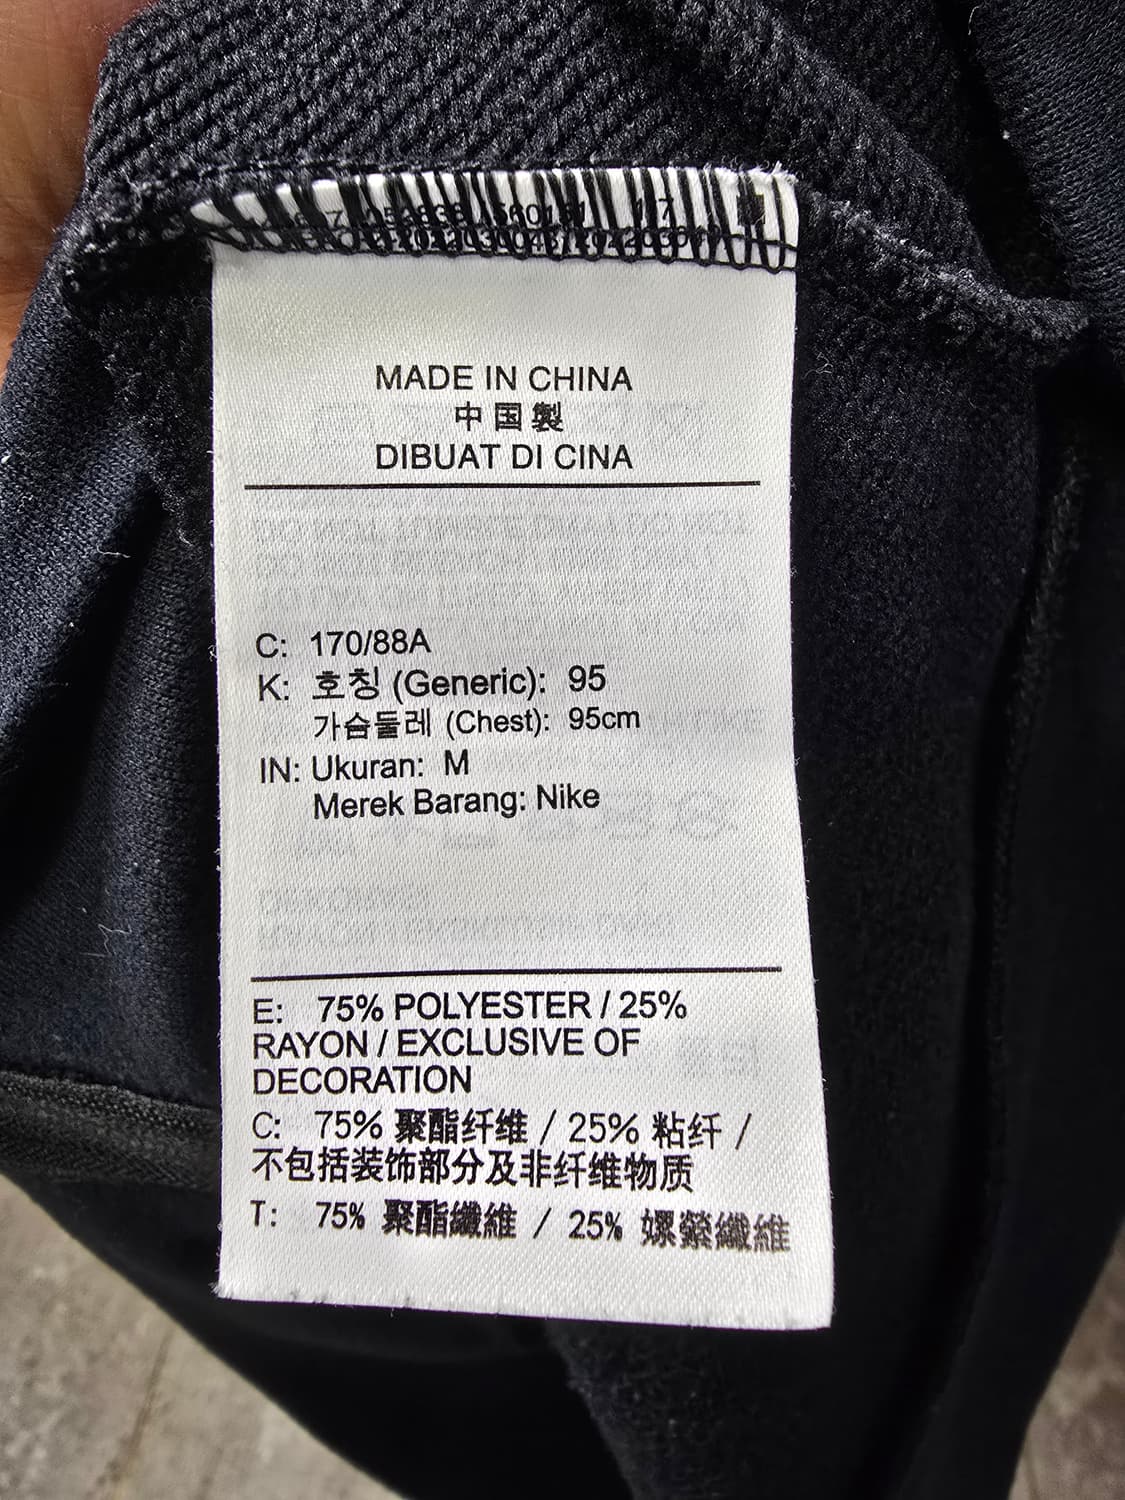 MADE IN CHINA
中国製
DIBUAT DI CINA
C: 170/88A
K: 호칭 (Generic): 95
가슴둘레 (Chest): 95cm
IN: Ukuran: M
Merek Barang: Nike
E: 75% POLYESTER / 25%
RAYON / EXCLUSIVE OF
DECORATION
C: 75% 聚酯纤维 / 25% 粘纤 /
不包括装饰部分及非纤维物质
T: 75% 聚酯纖維 / 25% 嫘縈纖維